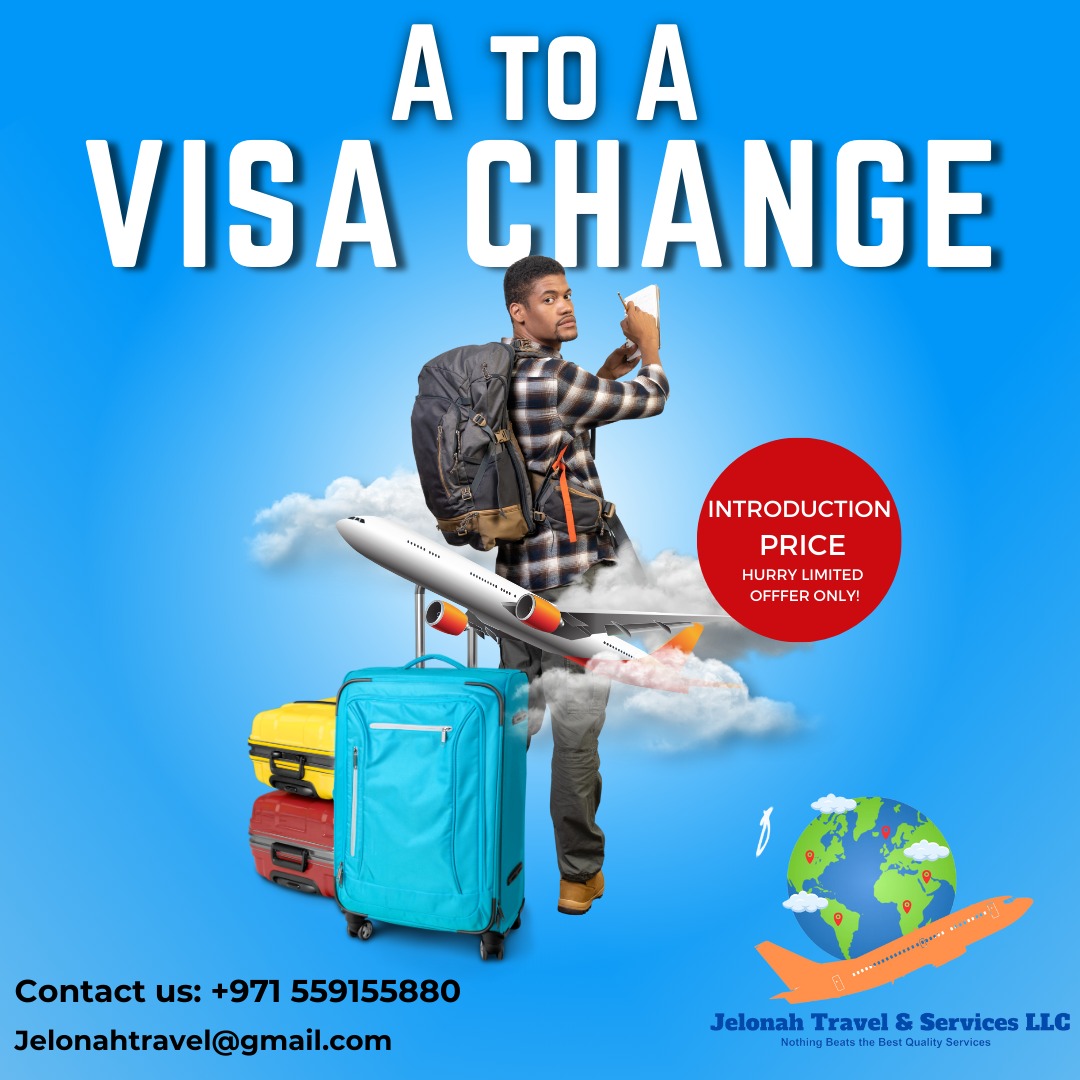 A TO A
VISA CHANGE
INTRODUCTION
PRICE
HURRY LIMITED
OFFFER ONLY!
Contact us: +971 559155880
Jelonahtravel@gmail.com
Jelonah Travel & Services LLC
Nothing Beats the Best Quality Services